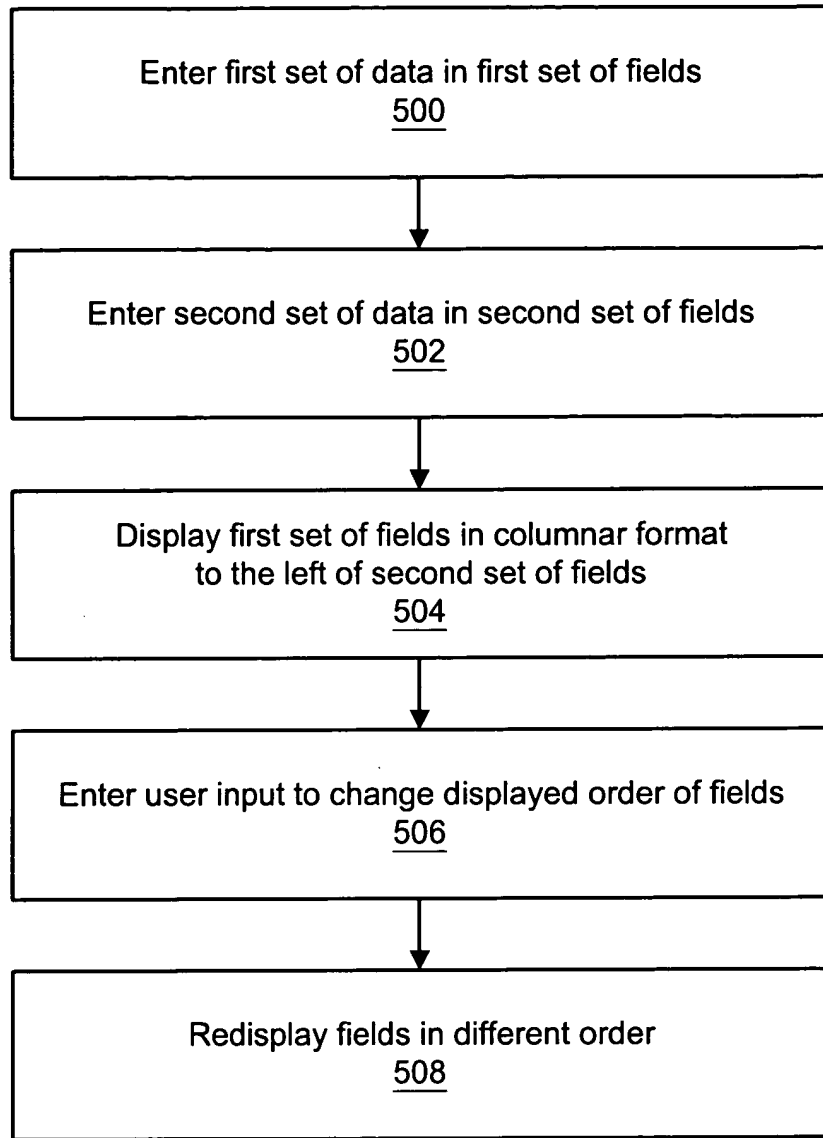 Enter first set of data in first set of fields
500
Enter second set of data in second set of fields
502
Display first set of fields in columnar format
to the left of second set of fields
504
Enter user input to change displayed order of fields
506
Redisplay fields in different order
508